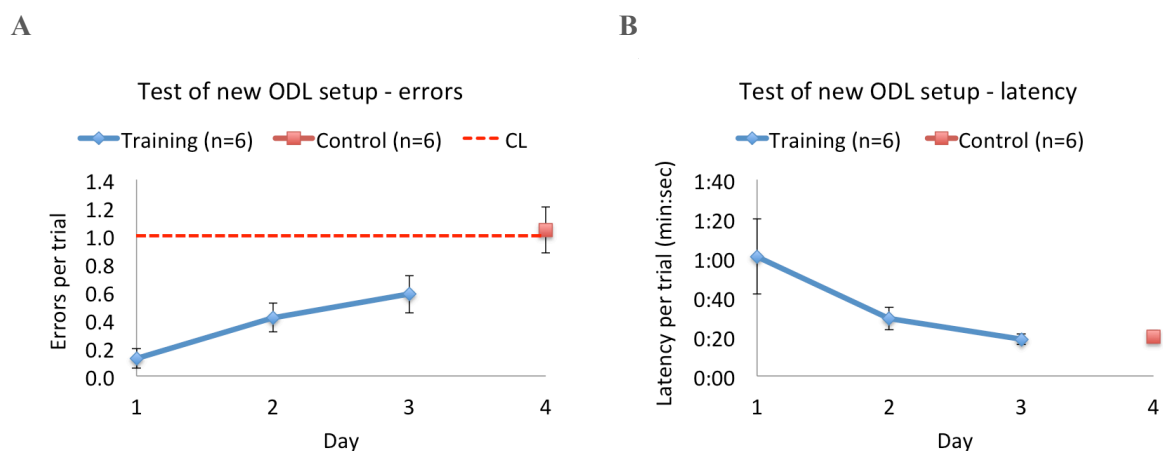 A
B
Test of new ODL setup - errors
Training (n=6) Control (n=6) CL
Errors per trial
1.4
1.2
1.0
0.8
0.6
0.4
0.2
0.0
1 2 3 4
Day
Test of new ODL setup - latency
Training (n=6) Control (n=6)
Latency per trial (min:sec)
1:40
1:20
1:00
0:40
0:20
0:00
1 2 3 4
Day